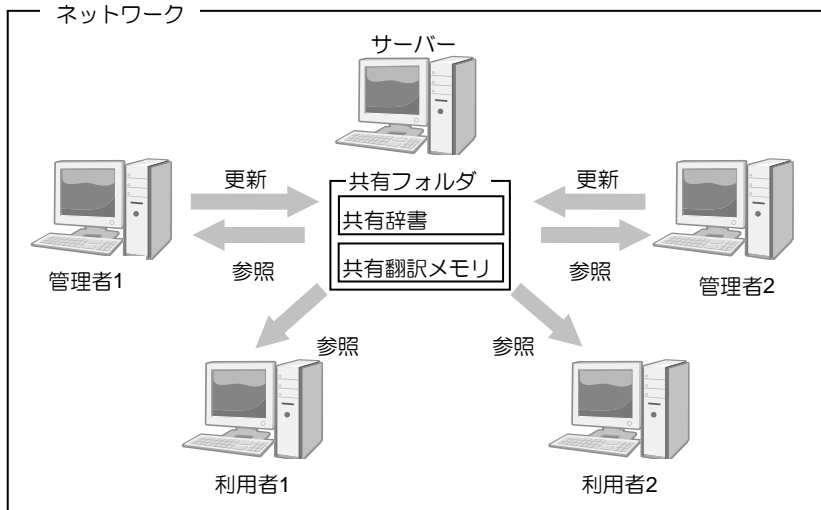 ネットワーク
サーバー
更新
共有フォルダ
更新
共有辞書
参照
共有翻訳メモリ
参照
管理者1
管理者2
参照
参照
利用者1
利用者2